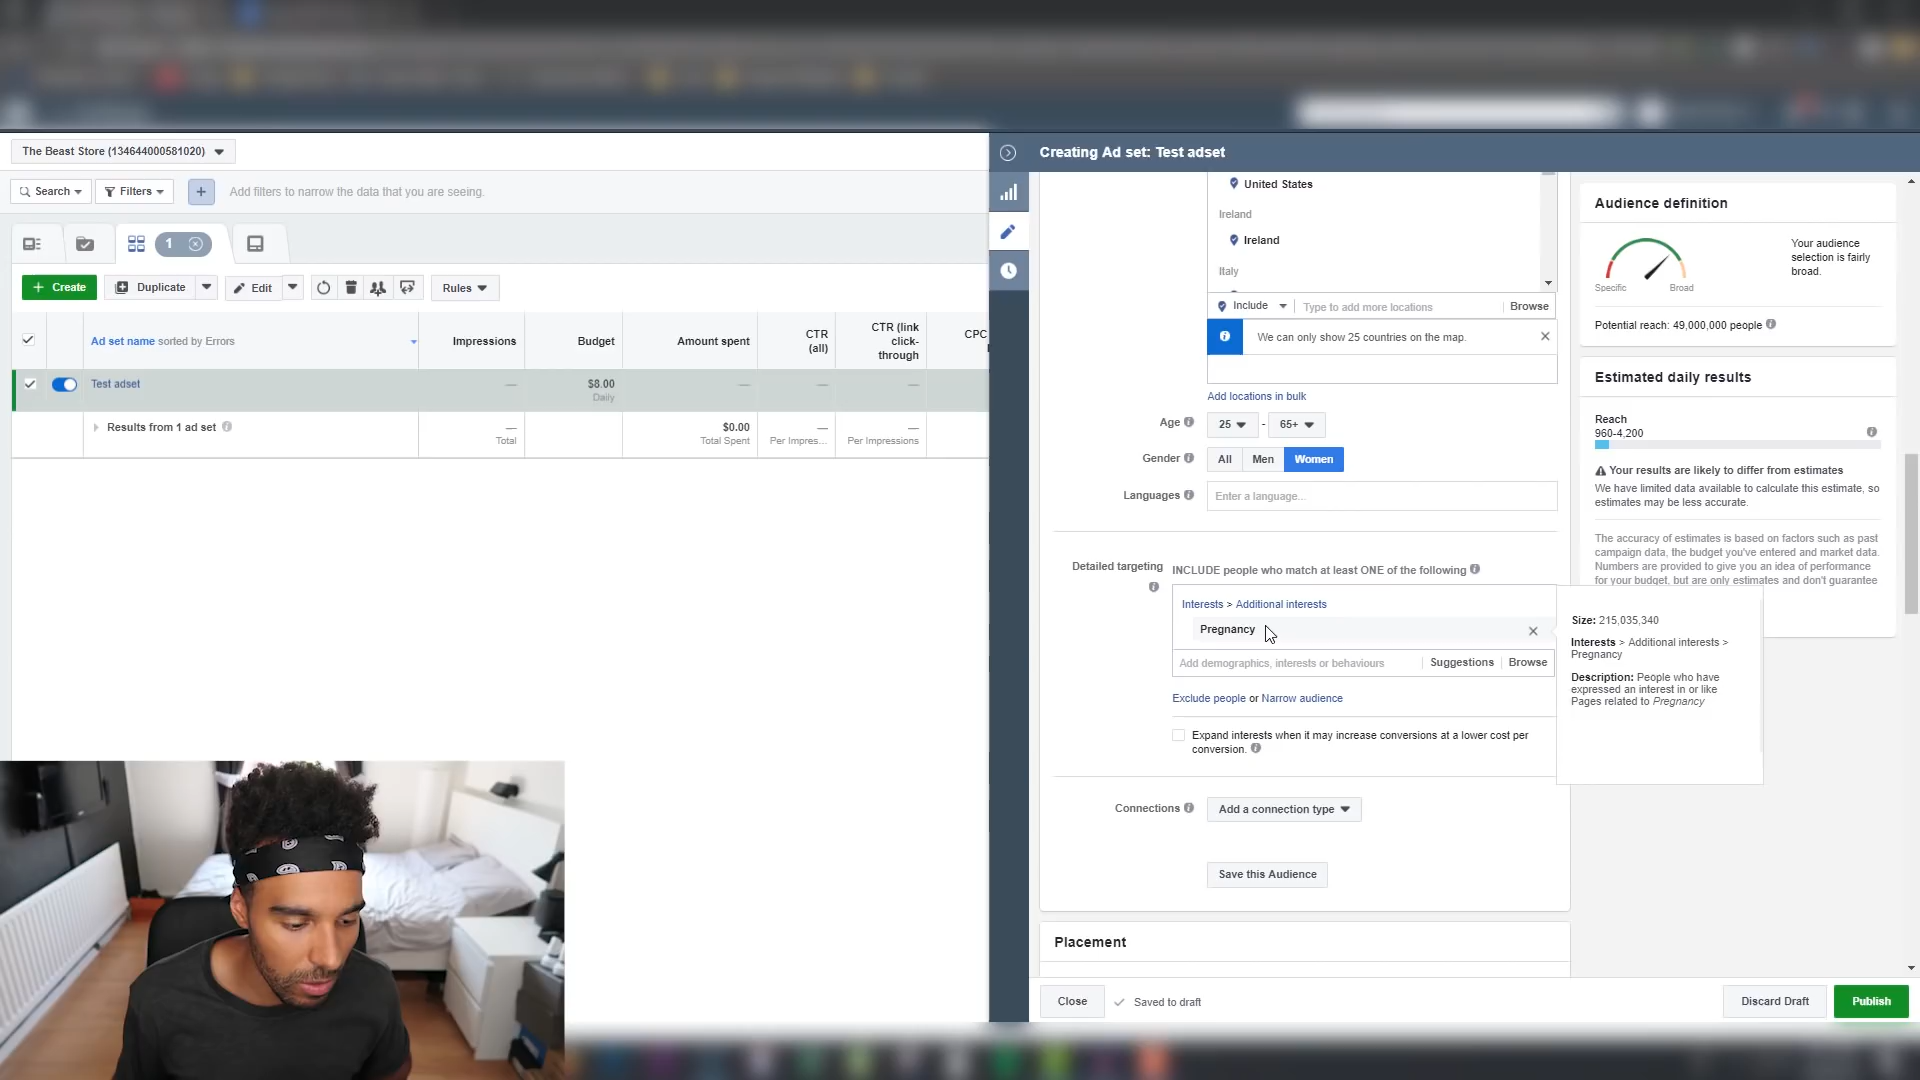 The Beast Store (134644000581020)
Search
Filters
+
Add filters to narrow the data that you are seeing.
1
+ Create
Duplicate
Edit
Rules
Ad set name sorted by Errors
Impressions
Budget
Amount spent
CTR
(all)
CTR (link
click-
through
CPC
Test adset
—
$8.00
Daily
—
—
—
Results from 1 ad set
—
Total
$0.00
Total Spent
—
Per Impres...
—
Per Impressions
Creating Ad set: Test adset
United States
Ireland
Ireland
Italy
Include
Type to add more locations
Browse
We can only show 25 countries on the map.
Add locations in bulk
Age
25
-
65+
Gender
All
Men
Women
Languages
Enter a language...
Detailed targeting
INCLUDE people who match at least ONE of the following
Interests > Additional interests
Pregnancy
Add demographics, interests or behaviours
Suggestions
Browse
Exclude people or Narrow audience
Expand interests when it may increase conversions at a lower cost per
conversion.
Connections
Add a connection type
Save this Audience
Placement
Close
Saved to draft
Discard Draft
Publish
Audience definition
Specific
Broad
Your audience
selection is fairly
broad.
Potential reach: 49,000,000 people
Estimated daily results
Reach
960-4,200
Your results are likely to differ from estimates
We have limited data available to calculate this estimate, so
estimates may be less accurate.
The accuracy of estimates is based on factors such as past
campaign data, the budget you've entered and market data.
Numbers are provided to give you an idea of performance
for your budget, but are only estimates and don't guarantee
Size: 215,035,340
Interests > Additional interests >
Pregnancy
Description: People who have
expressed an interest in or like
Pages related to Pregnancy